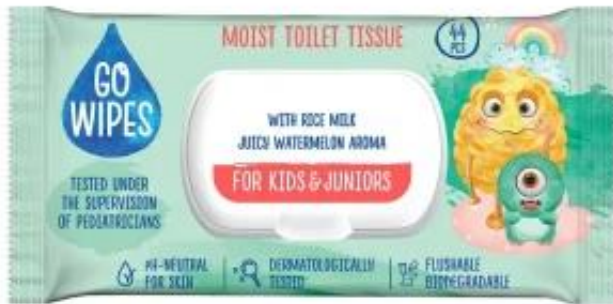 MOIST TOILET TISSUE
44
PCS
GO
WIPES
WITH RICE MILK
JUICY WATERMELON AROMA
FOR KIDS & JUNIORS
TESTED UNDER
THE SUPERVISION
OF PEDIATRICIANS
PH-NEUTRAL
FOR SKIN
DERMATOLOGICALLY
TESTED
FLUSHABLE
BIODEGRADABLE